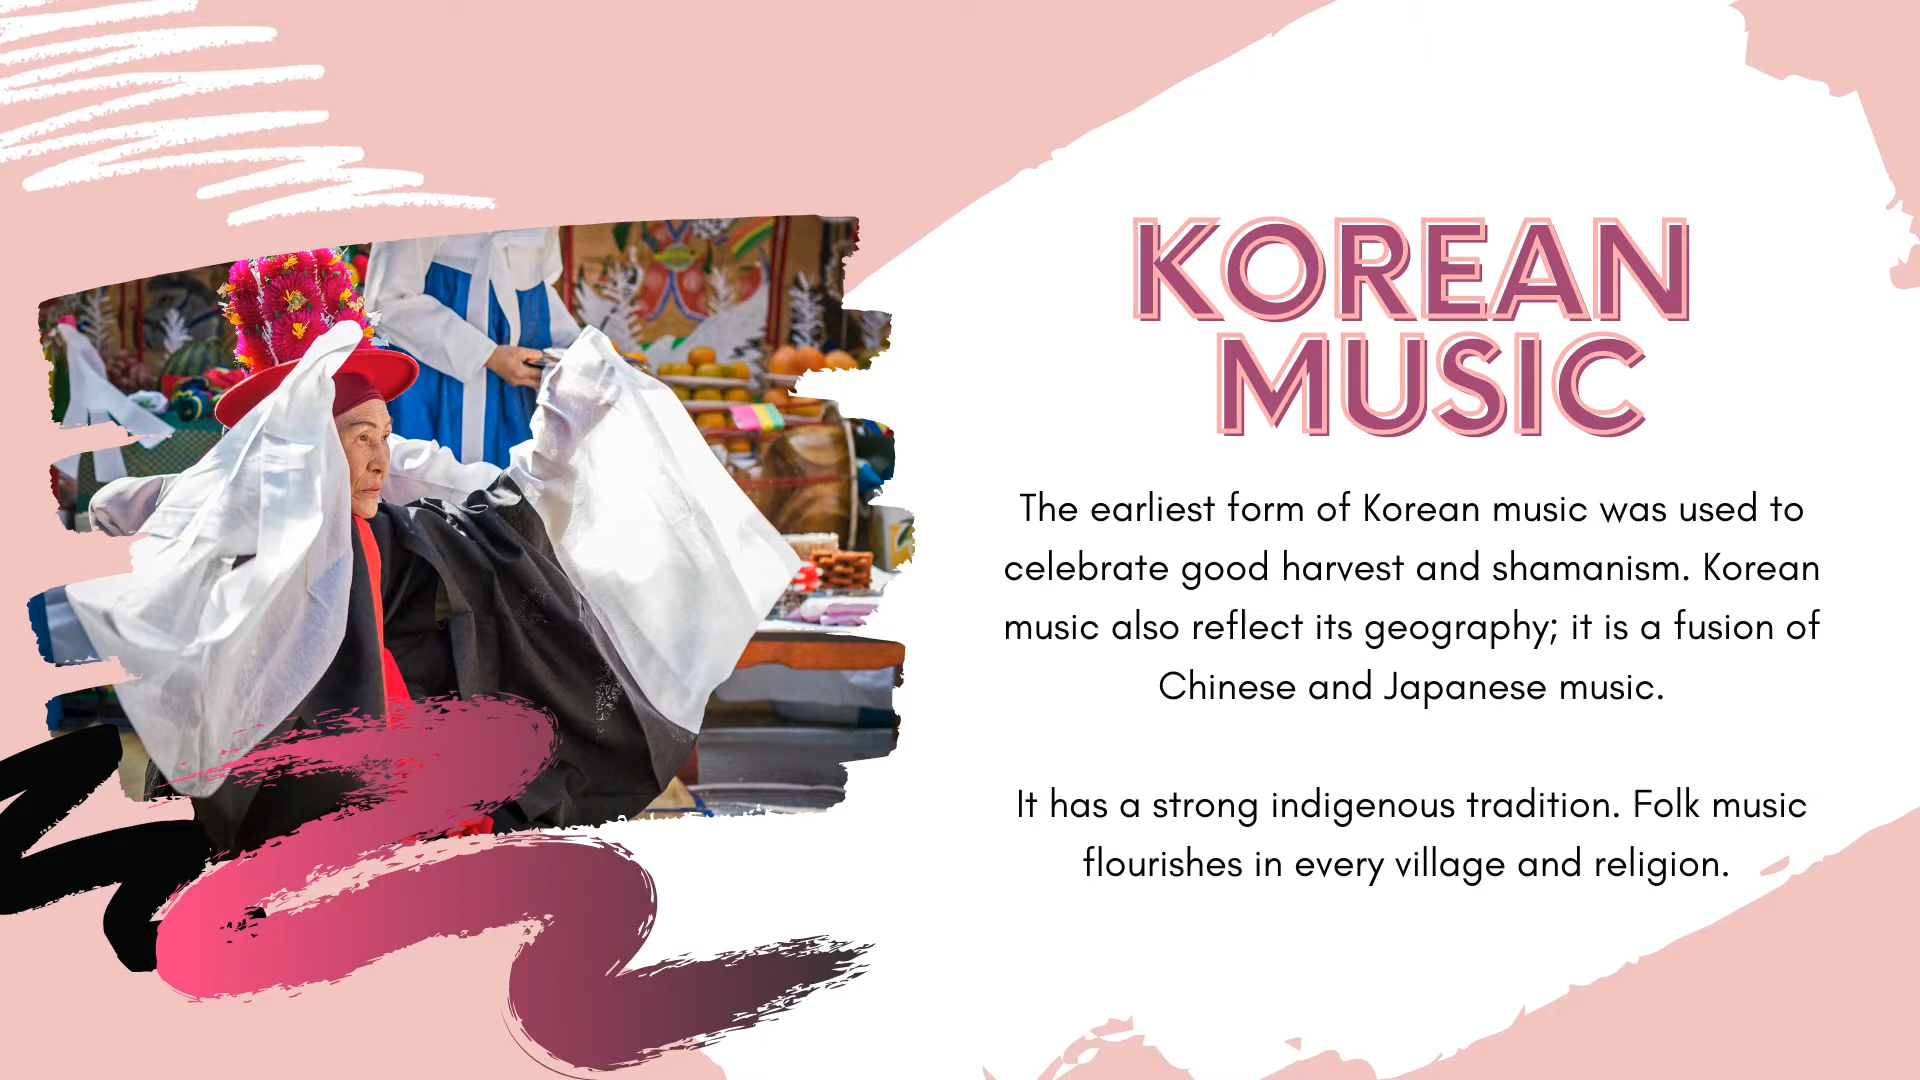 KOREAN
MUSIC
The earliest form of Korean music was used to
celebrate good harvest and shamanism. Korean
music also reflect its geography; it is a fusion of
Chinese and Japanese music.
It has a strong indigenous tradition. Folk music
flourishes in every village and religion.